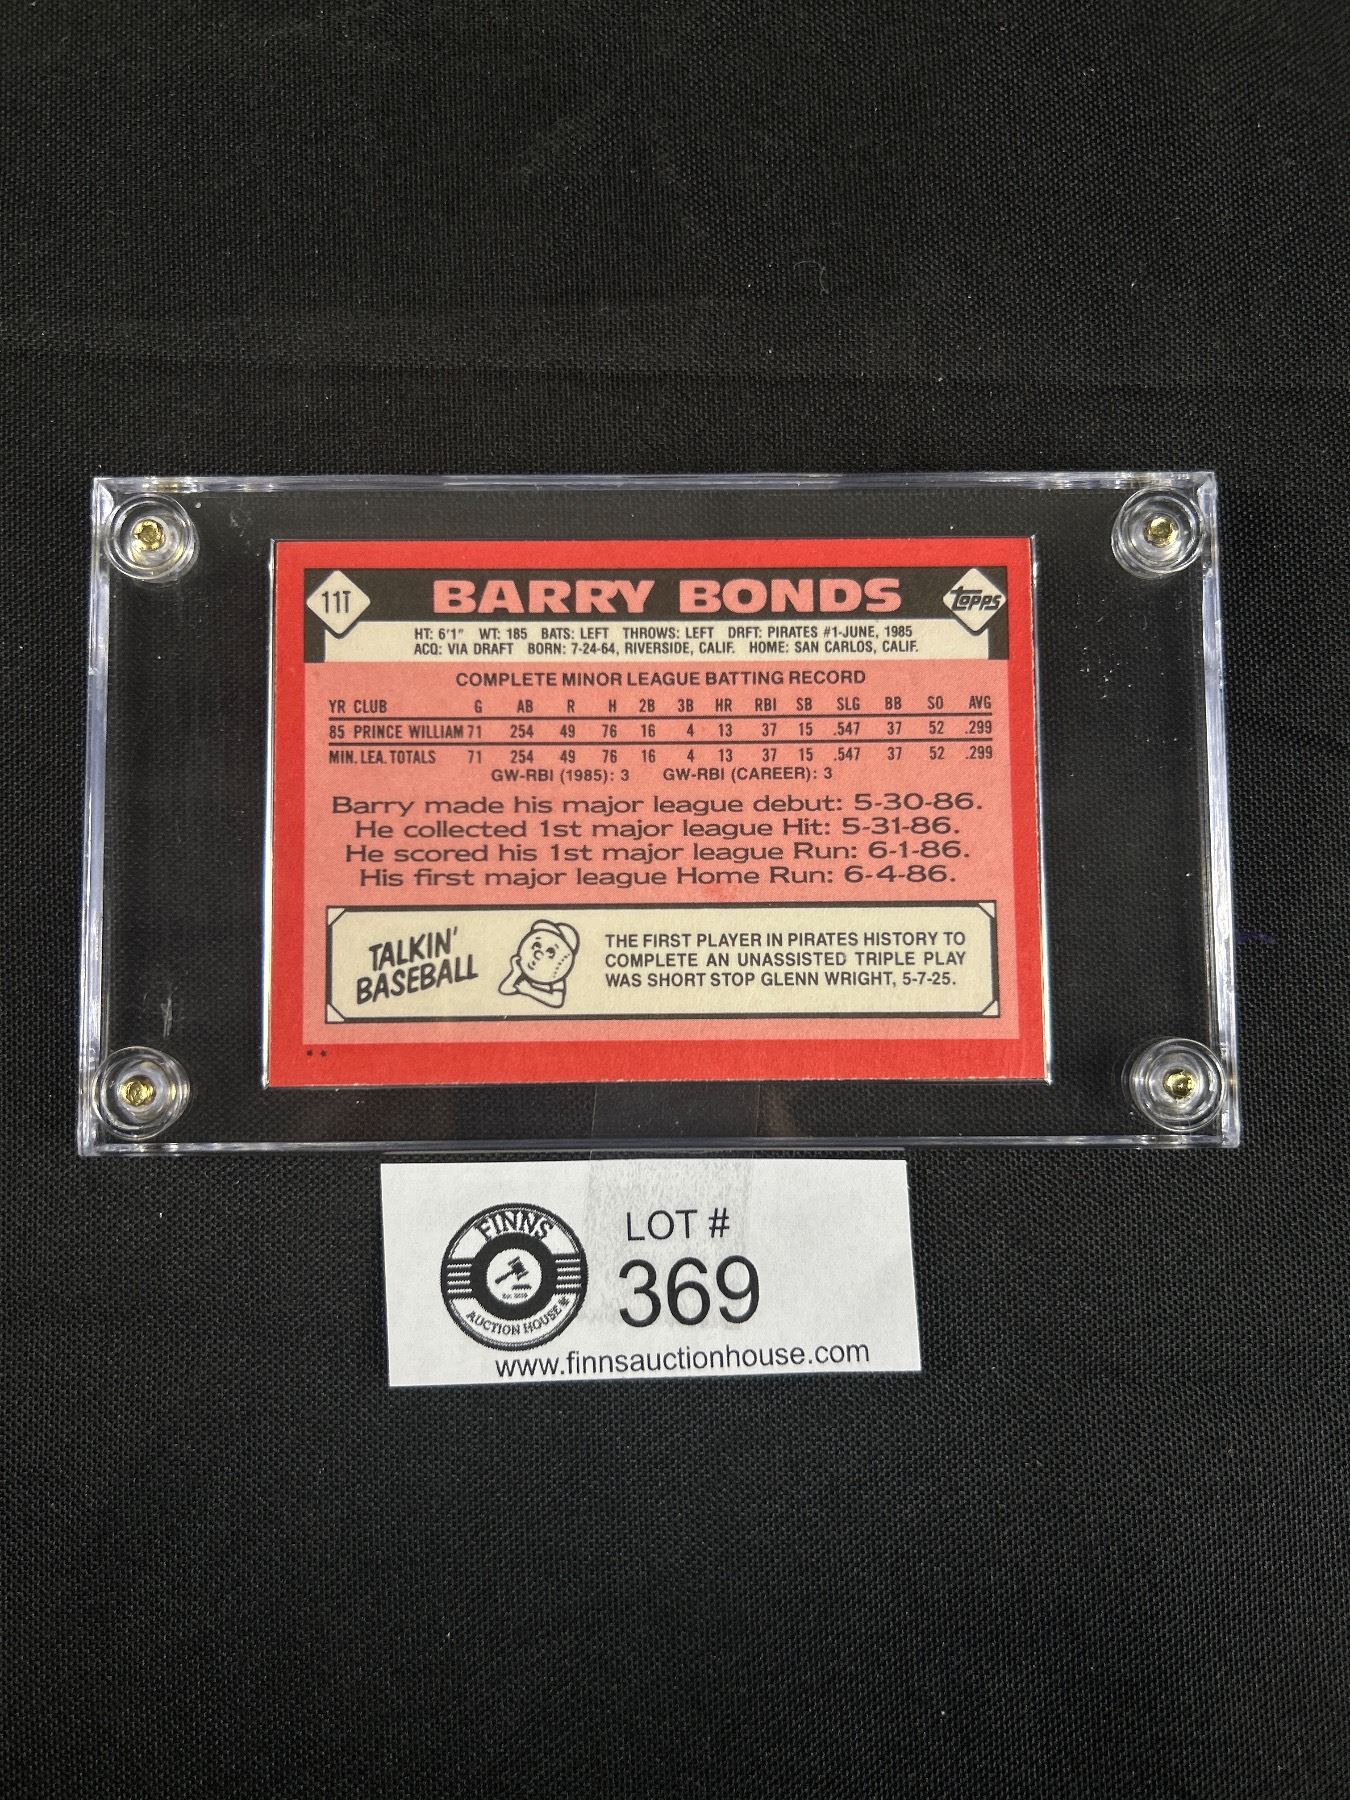 11T
BARRY BONDS
TOPPS
HT: 6'1" WT: 185 BATS: LEFT THROWS: LEFT DRFT: PIRATES #1-JUNE, 1985
ACQ: VIA DRAFT BORN: 7-24-64, RIVERSIDE, CALIF. HOME: SAN CARLOS, CALIF.
COMPLETE MINOR LEAGUE BATTING RECORD
YR CLUB G AB R H 2B 3B HR RBI SB SLG BB SO AVG
85 PRINCE WILLIAM 71 254 49 76 16 4 13 37 15 .547 37 52 .299
MIN. LEA. TOTALS 71 254 49 76 16 4 13 37 15 .547 37 52 .299
GW-RBI (1985): 3 GW-RBI (CAREER): 3
Barry made his major league debut: 5-30-86.
He collected 1st major league Hit: 5-31-86.
He scored his 1st major league Run: 6-1-86.
His first major league Home Run: 6-4-86.
TALKIN'
BASEBALL
THE FIRST PLAYER IN PIRATES HISTORY TO
COMPLETE AN UNASSISTED TRIPLE PLAY
WAS SHORT STOP GLENN WRIGHT, 5-7-25.
**
FINNS
AUCTION HOUSE
LOT #
369
www.finnsauctionhouse.com